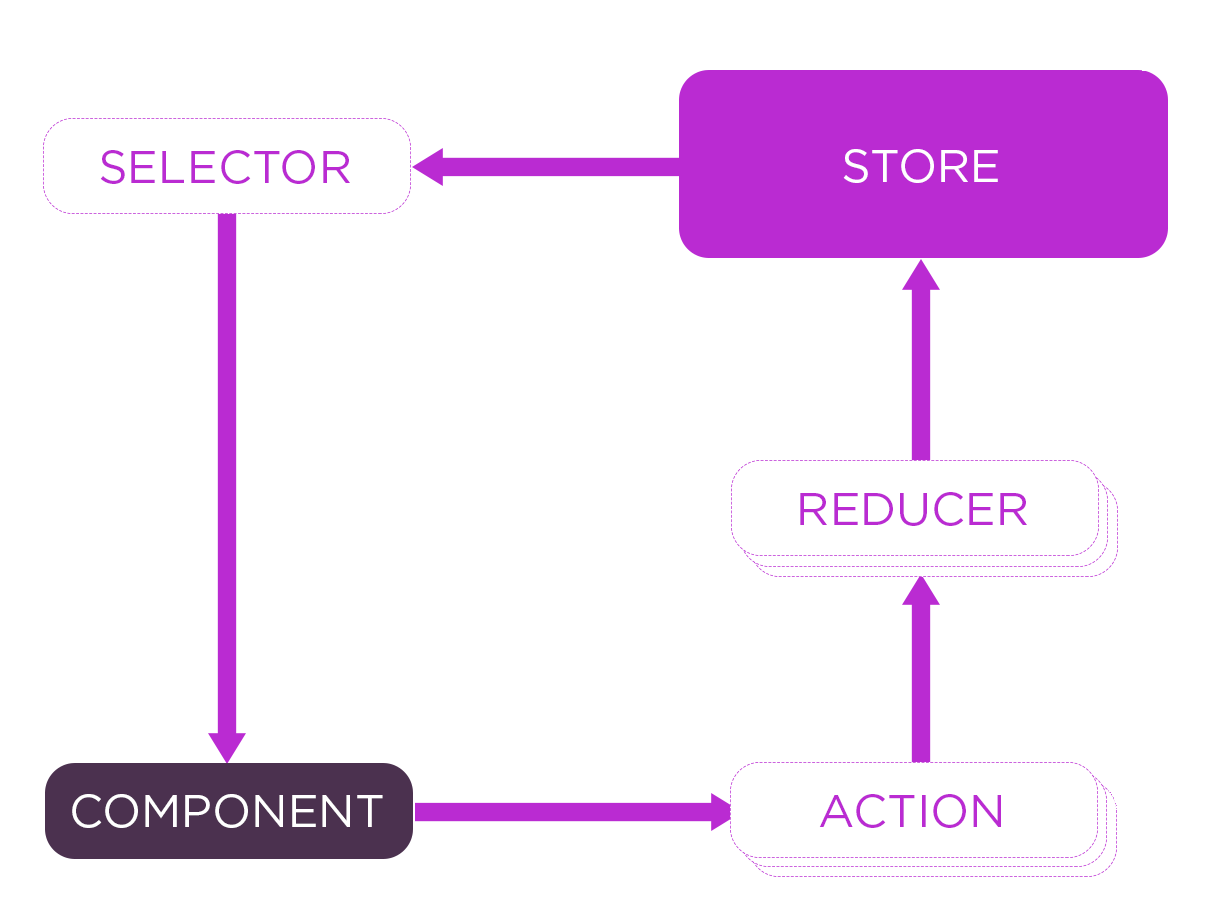 SELECTOR
STORE
REDUCER
COMPONENT
ACTION